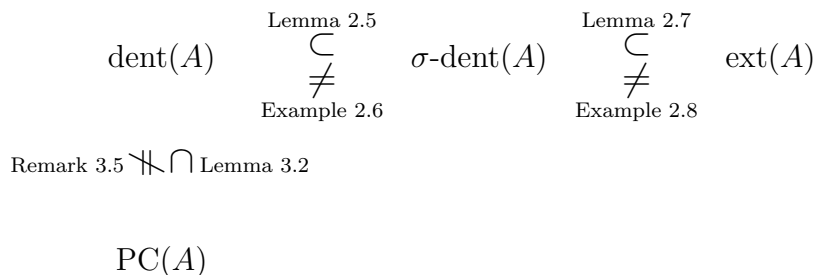 Lemma 2.5 Lemma 2.7
dent(A) ⊂ σ-dent(A) ⊂ ext(A)
≠ ≠
Example 2.6 Example 2.8
Remark 3.5 ≠ ∩ Lemma 3.2
PC(A)